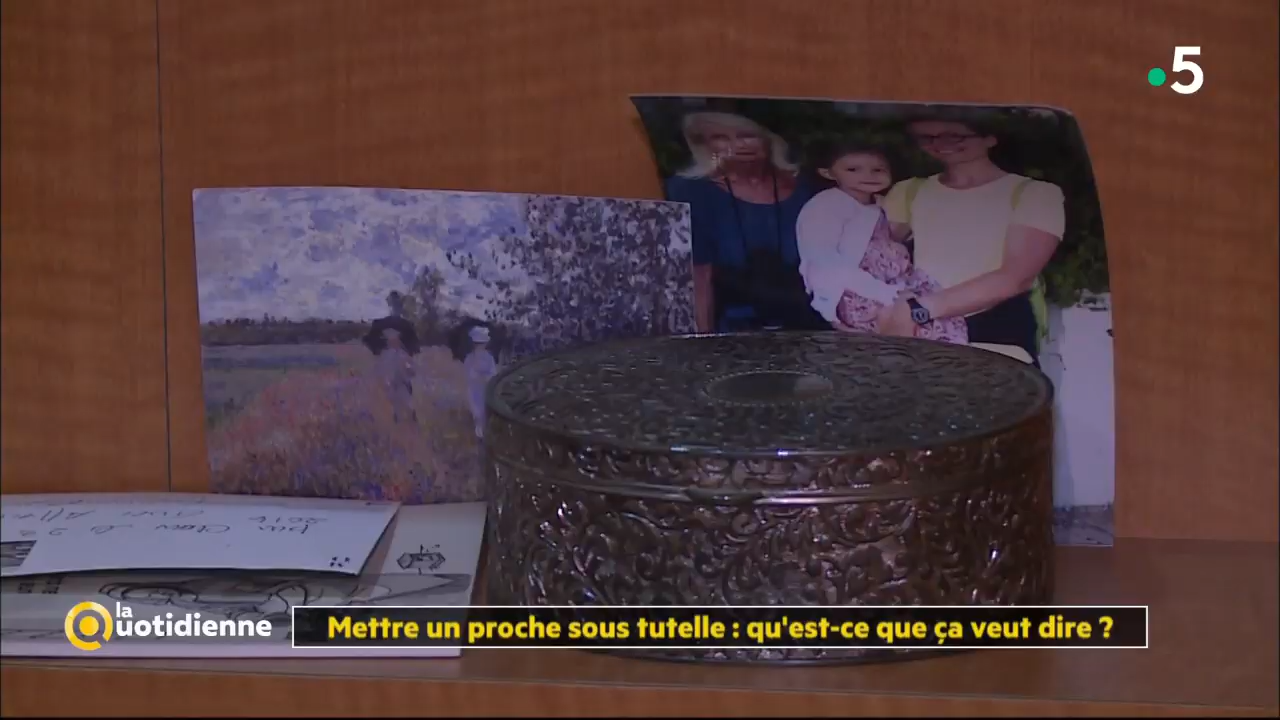 5
la
Quotidienne
Mettre un proche sous tutelle : qu'est-ce que ça veut dire ?